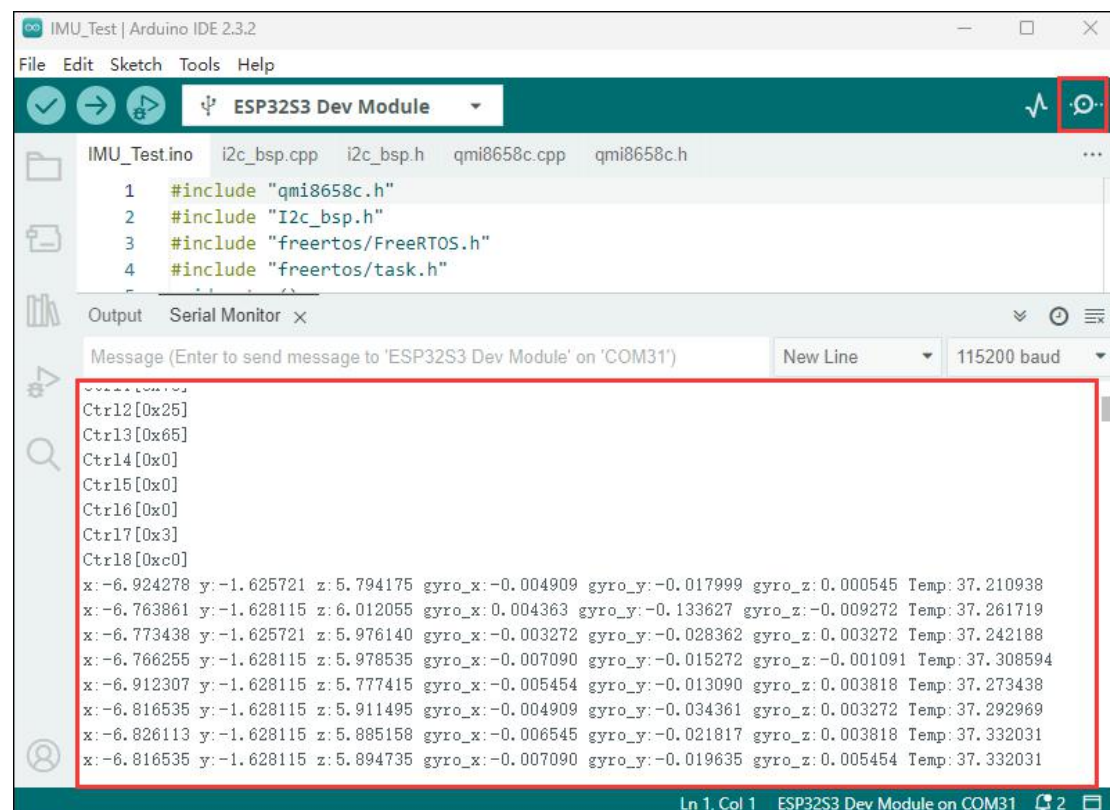 IMU_Test | Arduino IDE 2.3.2
File Edit Sketch Tools Help
ESP32S3 Dev Module
IMU_Test.ino i2c_bsp.cpp i2c_bsp.h qmi8658c.cpp qmi8658c.h ...
1 #include "qmi8658c.h"
2 #include "I2c_bsp.h"
3 #include "freertos/FreeRTOS.h"
4 #include "freertos/task.h"
Output Serial Monitor ×
Message (Enter to send message to 'ESP32S3 Dev Module' on 'COM31') New Line 115200 baud
Ctrl2[0x25]
Ctrl3[0x65]
Ctrl4[0x0]
Ctrl5[0x0]
Ctrl6[0x0]
Ctrl7[0x3]
Ctrl8[0xc0]
x:-6.924278 y:-1.625721 z:5.794175 gyro_x:-0.004909 gyro_y:-0.017999 gyro_z:0.000545 Temp:37.210938
x:-6.763861 y:-1.628115 z:6.012055 gyro_x:0.004363 gyro_y:-0.133627 gyro_z:-0.009272 Temp:37.261719
x:-6.773438 y:-1.625721 z:5.976140 gyro_x:-0.003272 gyro_y:-0.028362 gyro_z:0.003272 Temp:37.242188
x:-6.766255 y:-1.628115 z:5.978535 gyro_x:-0.007090 gyro_y:-0.015272 gyro_z:-0.001091 Temp:37.308594
x:-6.912307 y:-1.628115 z:5.777415 gyro_x:-0.005454 gyro_y:-0.013090 gyro_z:0.003818 Temp:37.273438
x:-6.816535 y:-1.628115 z:5.911495 gyro_x:-0.004909 gyro_y:-0.034361 gyro_z:0.003272 Temp:37.292969
x:-6.826113 y:-1.628115 z:5.885158 gyro_x:-0.006545 gyro_y:-0.021817 gyro_z:0.003818 Temp:37.332031
x:-6.816535 y:-1.628115 z:5.894735 gyro_x:-0.007090 gyro_y:-0.019635 gyro_z:0.005454 Temp:37.332031
Ln 1, Col 1 ESP32S3 Dev Module on COM31 2